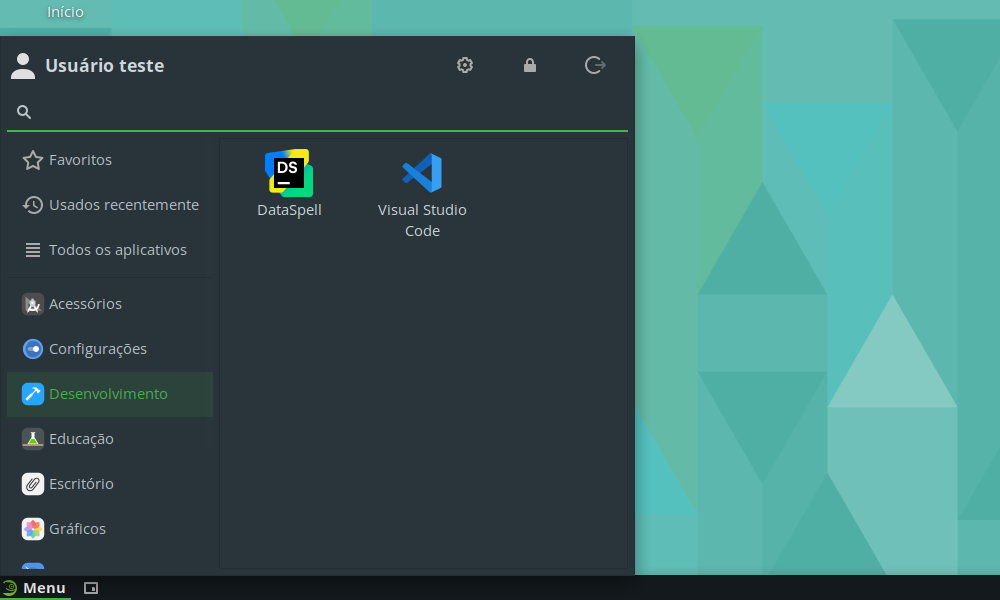 Início
Usuário teste
Favoritos
Usados recentemente
Todos os aplicativos
Acessórios
Configurações
Desenvolvimento
Educação
Escritório
Gráficos
DS
DataSpell
Visual Studio
Code
Menu